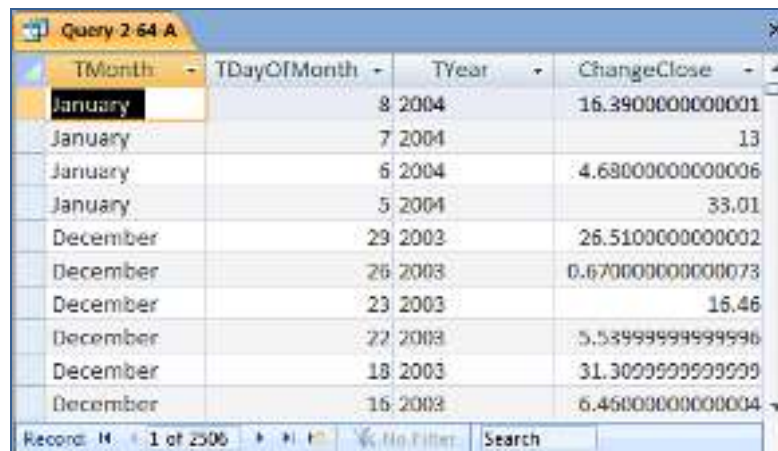 Query-2-64-A
TMonth TDayOfMonth TYear ChangeClose
January 8 2004 16.3900000000001
January 7 2004 13
January 6 2004 4.68000000000006
January 5 2004 33.01
December 29 2003 26.5100000000002
December 26 2003 0.670000000000073
December 23 2003 16.46
December 22 2003 5.53999999999996
December 18 2003 31.3099999999999
December 16 2003 6.46000000000004
Record: 1 of 2506 No Filter Search